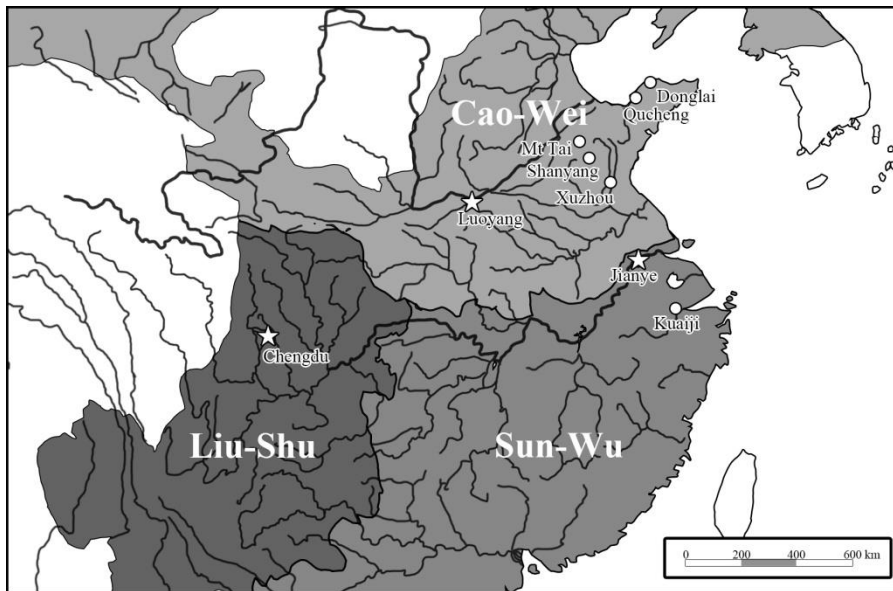 Donglai
Qucheng
Cao-Wei
Mt Tai
Shanyang
Xuzhou
Luoyang
Jianye
Kuaiji
Chengdu
Liu-Shu
Sun-Wu
0 200 400 600 km